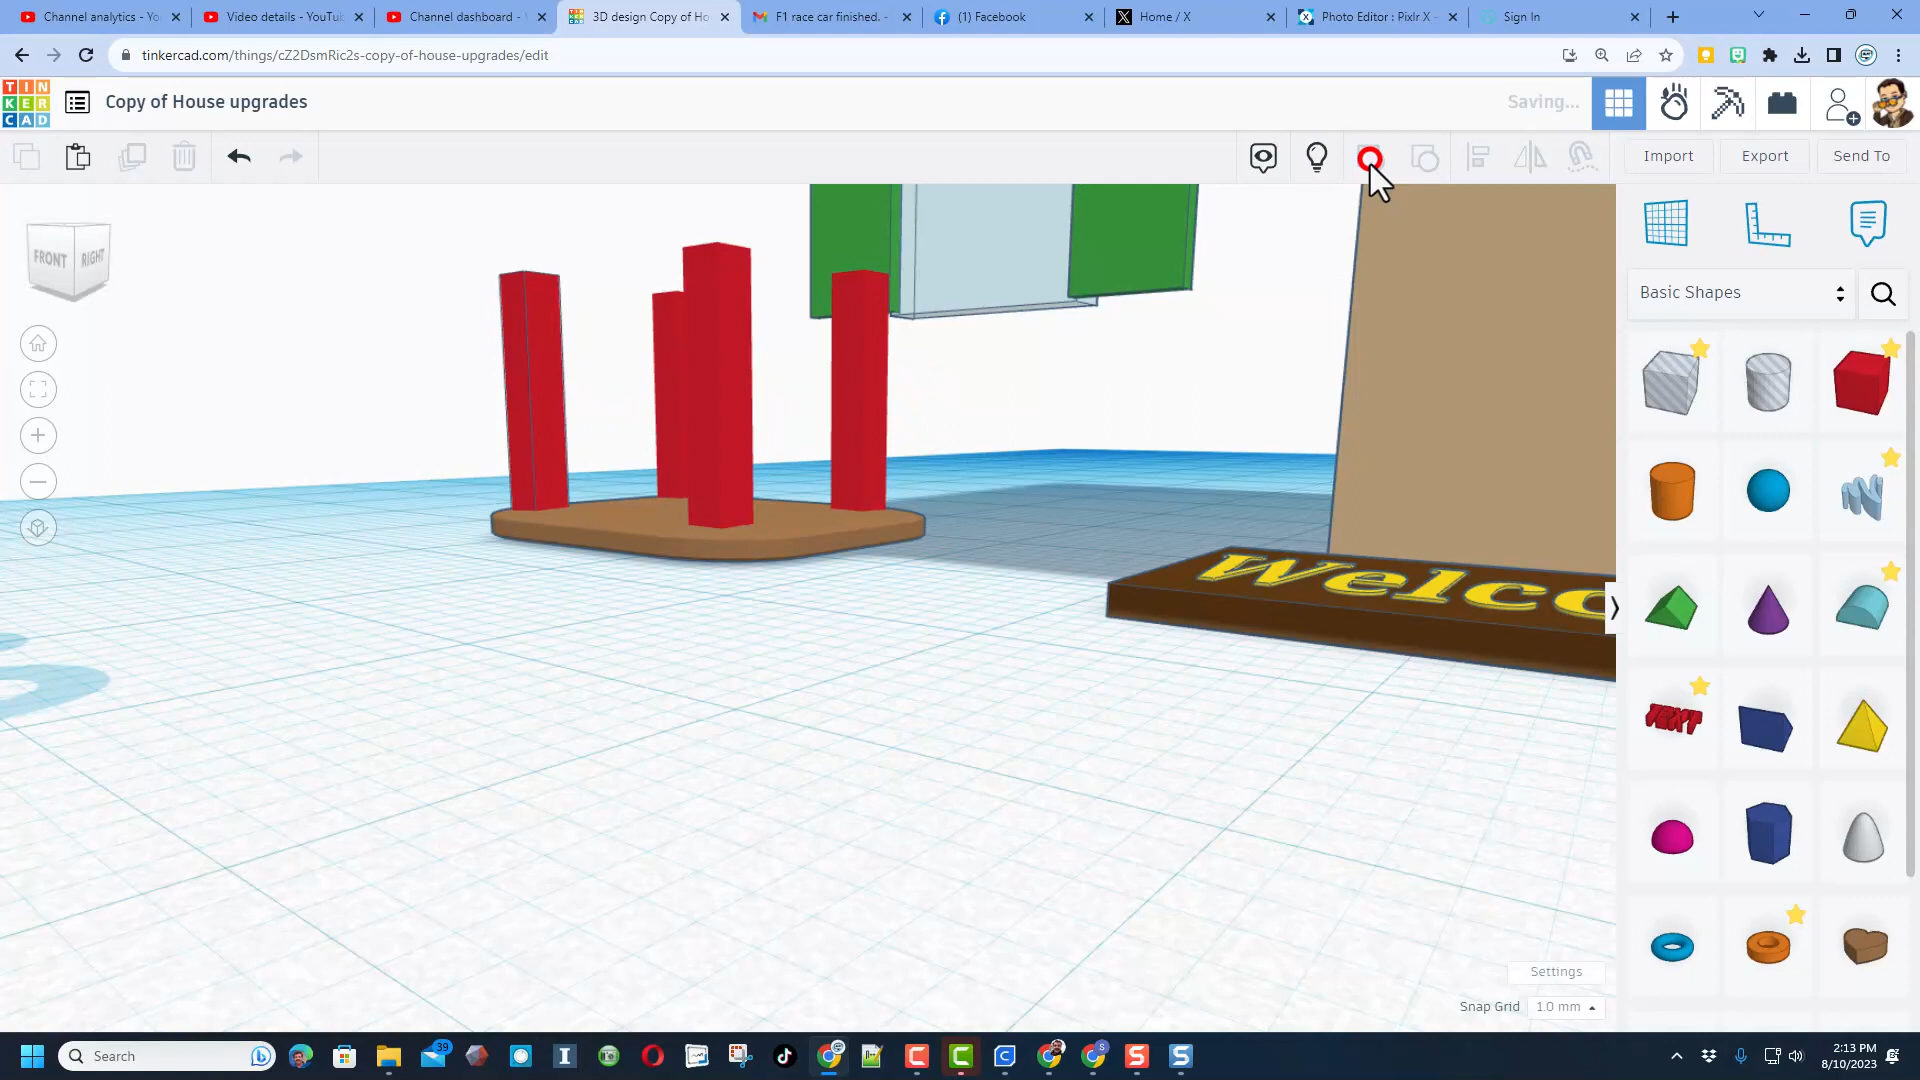 Channel analytics - Yo
Video details - YouTub
Channel dashboard -
3D design Copy of Ho
F1 race car finished. -
(1) Facebook
Home / X
Photo Editor : Pixlr X -
Sign In
tinkercad.com/things/cZ2DsmRic2s-copy-of-house-upgrades/edit
TIN
KER
CAD
Copy of House upgrades
Saving...
Import
Export
Send To
FRONT
RIGHT
Basic Shapes
TEXT
Welco
Settings
Snap Grid
1.0 mm
Search
39
2:13 PM
8/10/2023